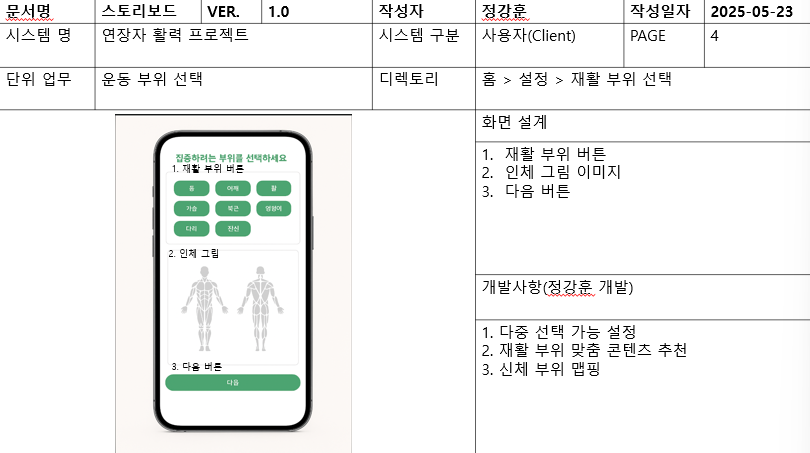 문서명 스토리보드 VER. 1.0 작성자 정강훈 작성일자 2025-05-23
시스템 명 연장자 활력 프로젝트 시스템 구분 사용자(Client) PAGE 4
단위 업무 운동 부위 선택 디렉토리 홈 > 설정 > 재활 부위 선택
집중하려는 부위를 선택하세요
1. 재활 부위 버튼
등 어깨 팔
가슴 복근 엉덩이
다리 전신
2. 인체 그림
3. 다음 버튼
다음
화면 설계
1. 재활 부위 버튼
2. 인체 그림 이미지
3. 다음 버튼
개발사항(정강훈 개발)
1. 다중 선택 가능 설정
2. 재활 부위 맞춤 콘텐츠 추천
3. 신체 부위 맵핑